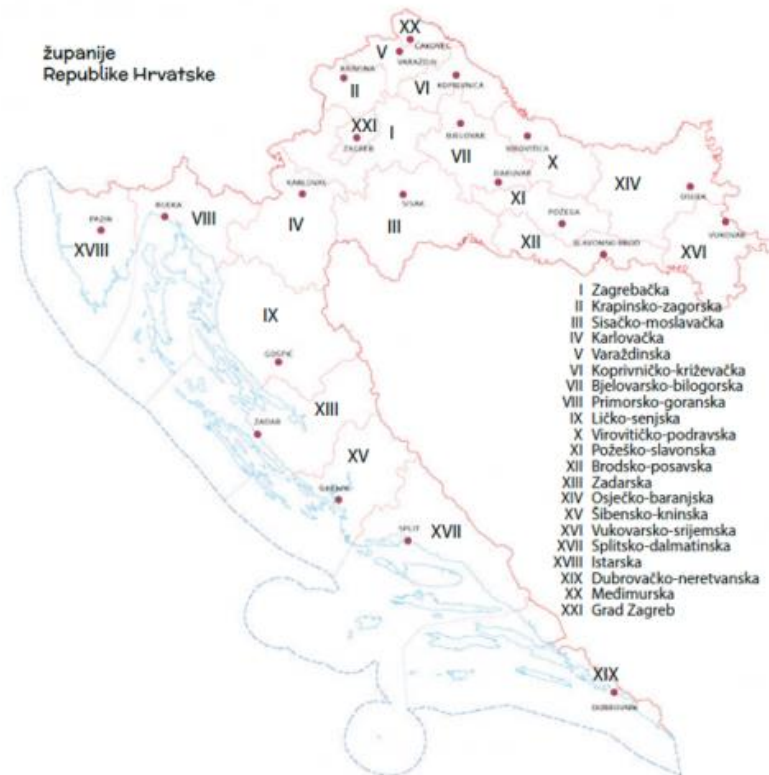 županije
Republike Hrvatske
XX
ČAKOVEC
V
VARAŽDIN
KRAPINA
II
VI
KOPRIVNICA
XXI
I
ZAGREB
BJELOVAR
VII
VIROVITICA
X
XIV
KARLOVAC
SISAK
XI
OSIJEK
RIJEKA
VIII
IV
III
POŽEGA
VUKOVAR
PAZIN
XVIII
XII
SLAVONSKI BROD
XVI
IX
GOSPIĆ
XIII
ZADAR
XV
ŠIBENIK
SPLIT
XVII
I Zagrebačka
II Krapinsko-zagorska
III Sisačko-moslavačka
IV Karlovačka
V Varaždinska
VI Koprivničko-križevačka
VII Bjelovarsko-bilogorska
VIII Primorsko-goranska
IX Ličko-senjska
X Virovitičko-podravska
XI Požeško-slavonska
XII Brodsko-posavska
XIII Zadarska
XIV Osječko-baranjska
XV Šibensko-kninska
XVI Vukovarsko-srijemska
XVII Splitsko-dalmatinska
XVIII Istarska
XIX Dubrovačko-neretvanska
XX Međimurska
XXI Grad Zagreb
XIX
DUBROVNIK